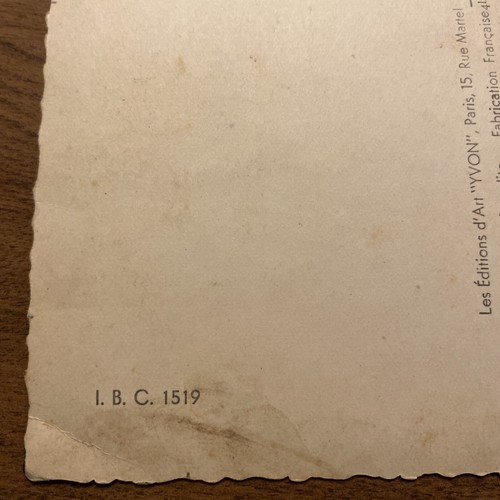 Les Éditions d'Art "YVON", Paris, 15, Rue Martel
Fabrication Française
I. B. C. 1519